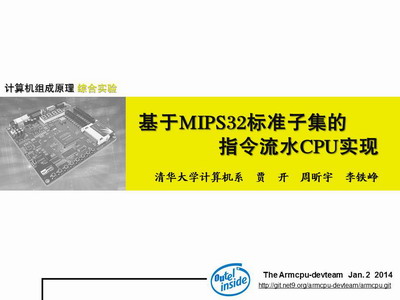 计算机组成原理 综合实验
基于MIPS32标准子集的
指令流水CPU实现
清华大学计算机系 贾 开 周昕宇 李铁峥
Oute!
inside
The Armcpu-devteam Jan. 2 2014
http://git.net9.org/armcpu-devteam/armcpu.git